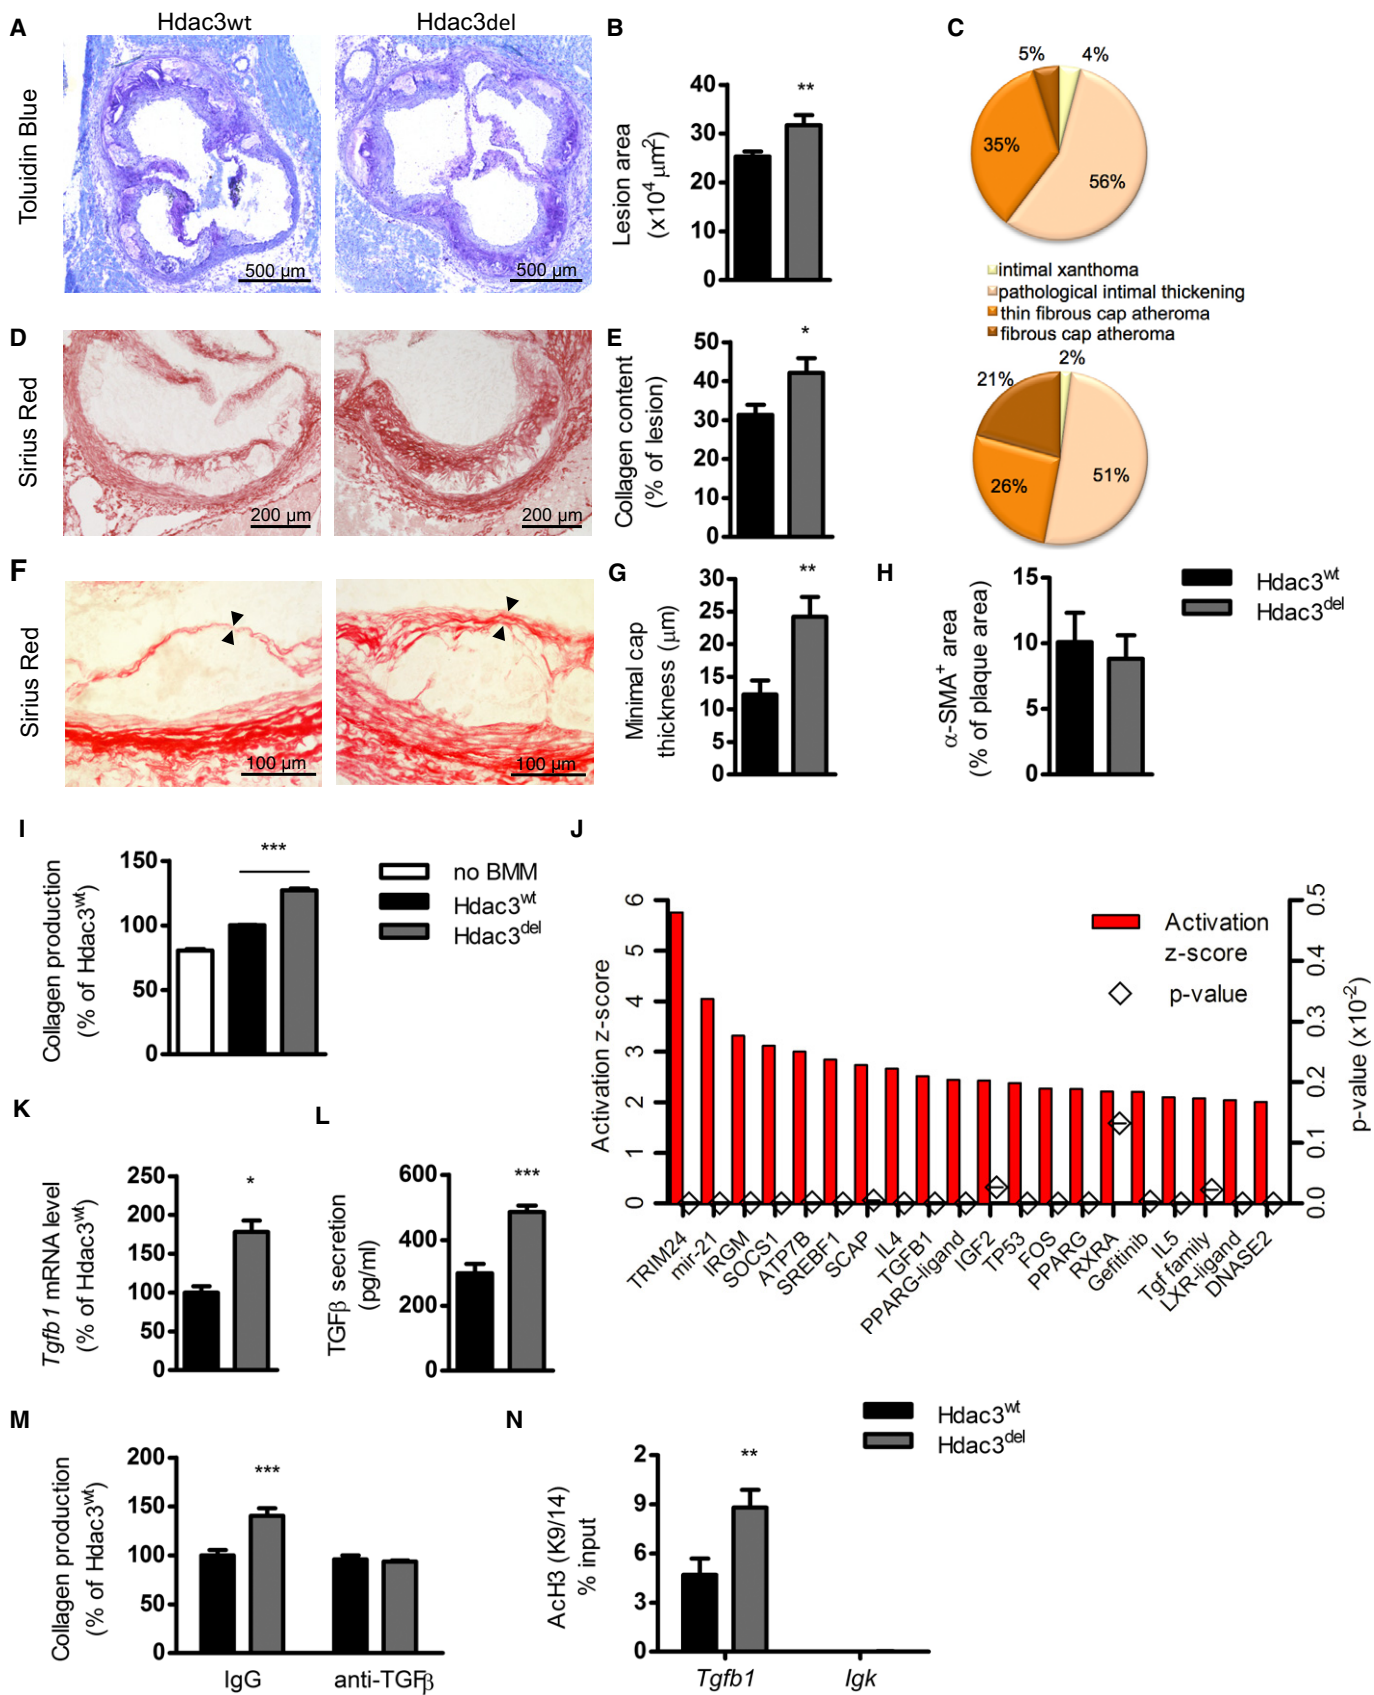 A
Hdac3wt
Hdac3del
Toluidin Blue
500 µm
500 µm
B
Lesion area
(x10⁴ µm²)
40
30
20
10
0
**
C
5%
4%
35%
56%
intimal xanthoma
pathological intimal thickening
thin fibrous cap atheroma
fibrous cap atheroma
2%
21%
26%
51%
D
Sirius Red
200 µm
200 µm
E
Collagen content
(% of lesion)
50
40
30
20
10
0
*
F
Sirius Red
100 µm
100 µm
G
Minimal cap
thickness (µm)
30
25
20
15
10
5
0
**
H
α-SMA⁺ area
(% of plaque area)
15
10
5
0
Hdac3ʷᵗ
Hdac3ᵈᵉˡ
I
Collagen production
(% of Hdac3ʷᵗ)
150
100
50
0
***
no BMM
Hdac3ʷᵗ
Hdac3ᵈᵉˡ
J
Activation z-score
6
5
4
3
2
1
0
Activation
z-score
p-value
0.5
0.4
0.3
0.2
0.1
0.0
p-value (x10⁻²)
TRIM24
mir-21
IRGM
SOCS1
ATP7B
SREBF1
SCAP
IL4
TGFB1
PPARG-ligand
IGF2
TP53
FOS
PPARG
RXRA
Gefitinib
IL5
Tgf family
LXR-ligand
DNASE2
K
Tgfb1 mRNA level
(% of Hdac3ʷᵗ)
250
200
150
100
50
0
*
L
TGFβ secretion
(pg/ml)
600
400
200
0
***
M
Collagen production
(% of Hdac3ʷᵗ)
200
150
100
50
0
***
IgG
anti-TGFβ
N
AcH3 (K9/14)
% input
2
9
6
3
0
**
Tgfb1
Igk
Hdac3ʷᵗ
Hdac3ᵈᵉˡ